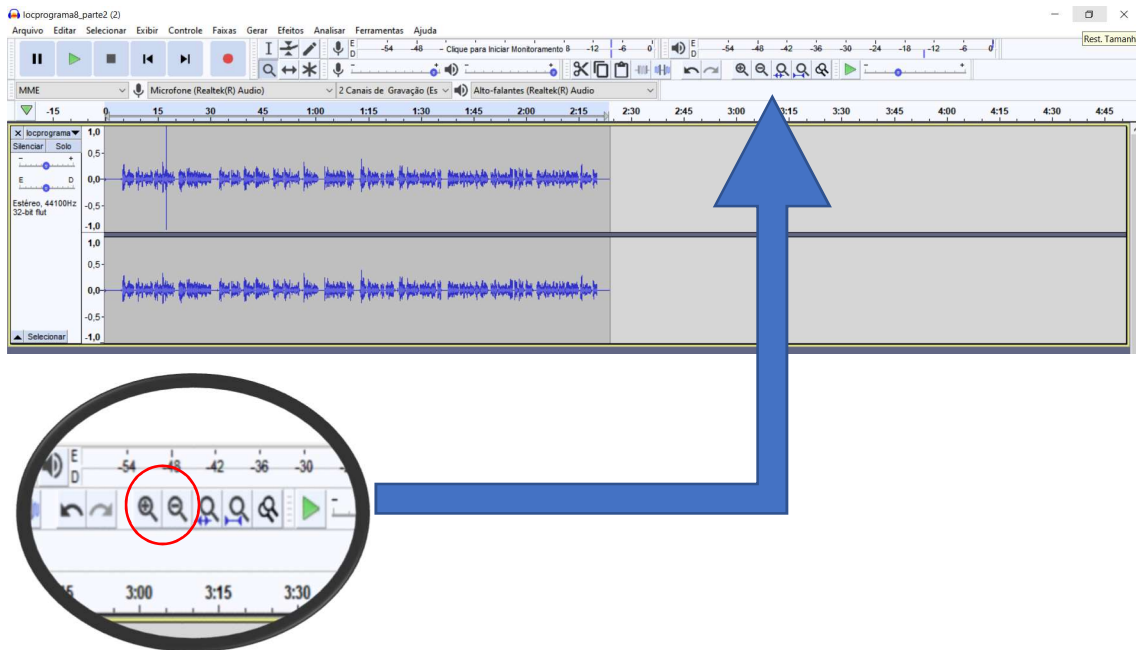 locprograma8_parte2 (2)
Arquivo Editar Selecionar Exibir Controle Faixas Gerar Efeitos Analisar Ferramentas Ajuda
Rest. Tamanh
E D -54 -48 - Clique para Iniciar Monitoramento 8 -12 -6 0
E D -54 -48 -42 -36 -30 -24 -18 -12 -6 0
MME Microfone (Realtek(R) Audio) 2 Canais de Gravação (Es Alto-falantes (Realtek(R) Audio
-15 0 15 30 45 1:00 1:15 1:30 1:45 2:00 2:15 2:30 2:45 3:00 3:15 3:30 3:45 4:00 4:15 4:30 4:45
locprograma
Silenciar Solo
- +
E D
Estéreo, 44100Hz
32-bit flut
1,0
0,5
0,0
-0,5
-1,0
1,0
0,5
0,0
-0,5
-1,0
Selecionar
E D -54 -48 -42 -36 -30
3:00 3:15 3:30